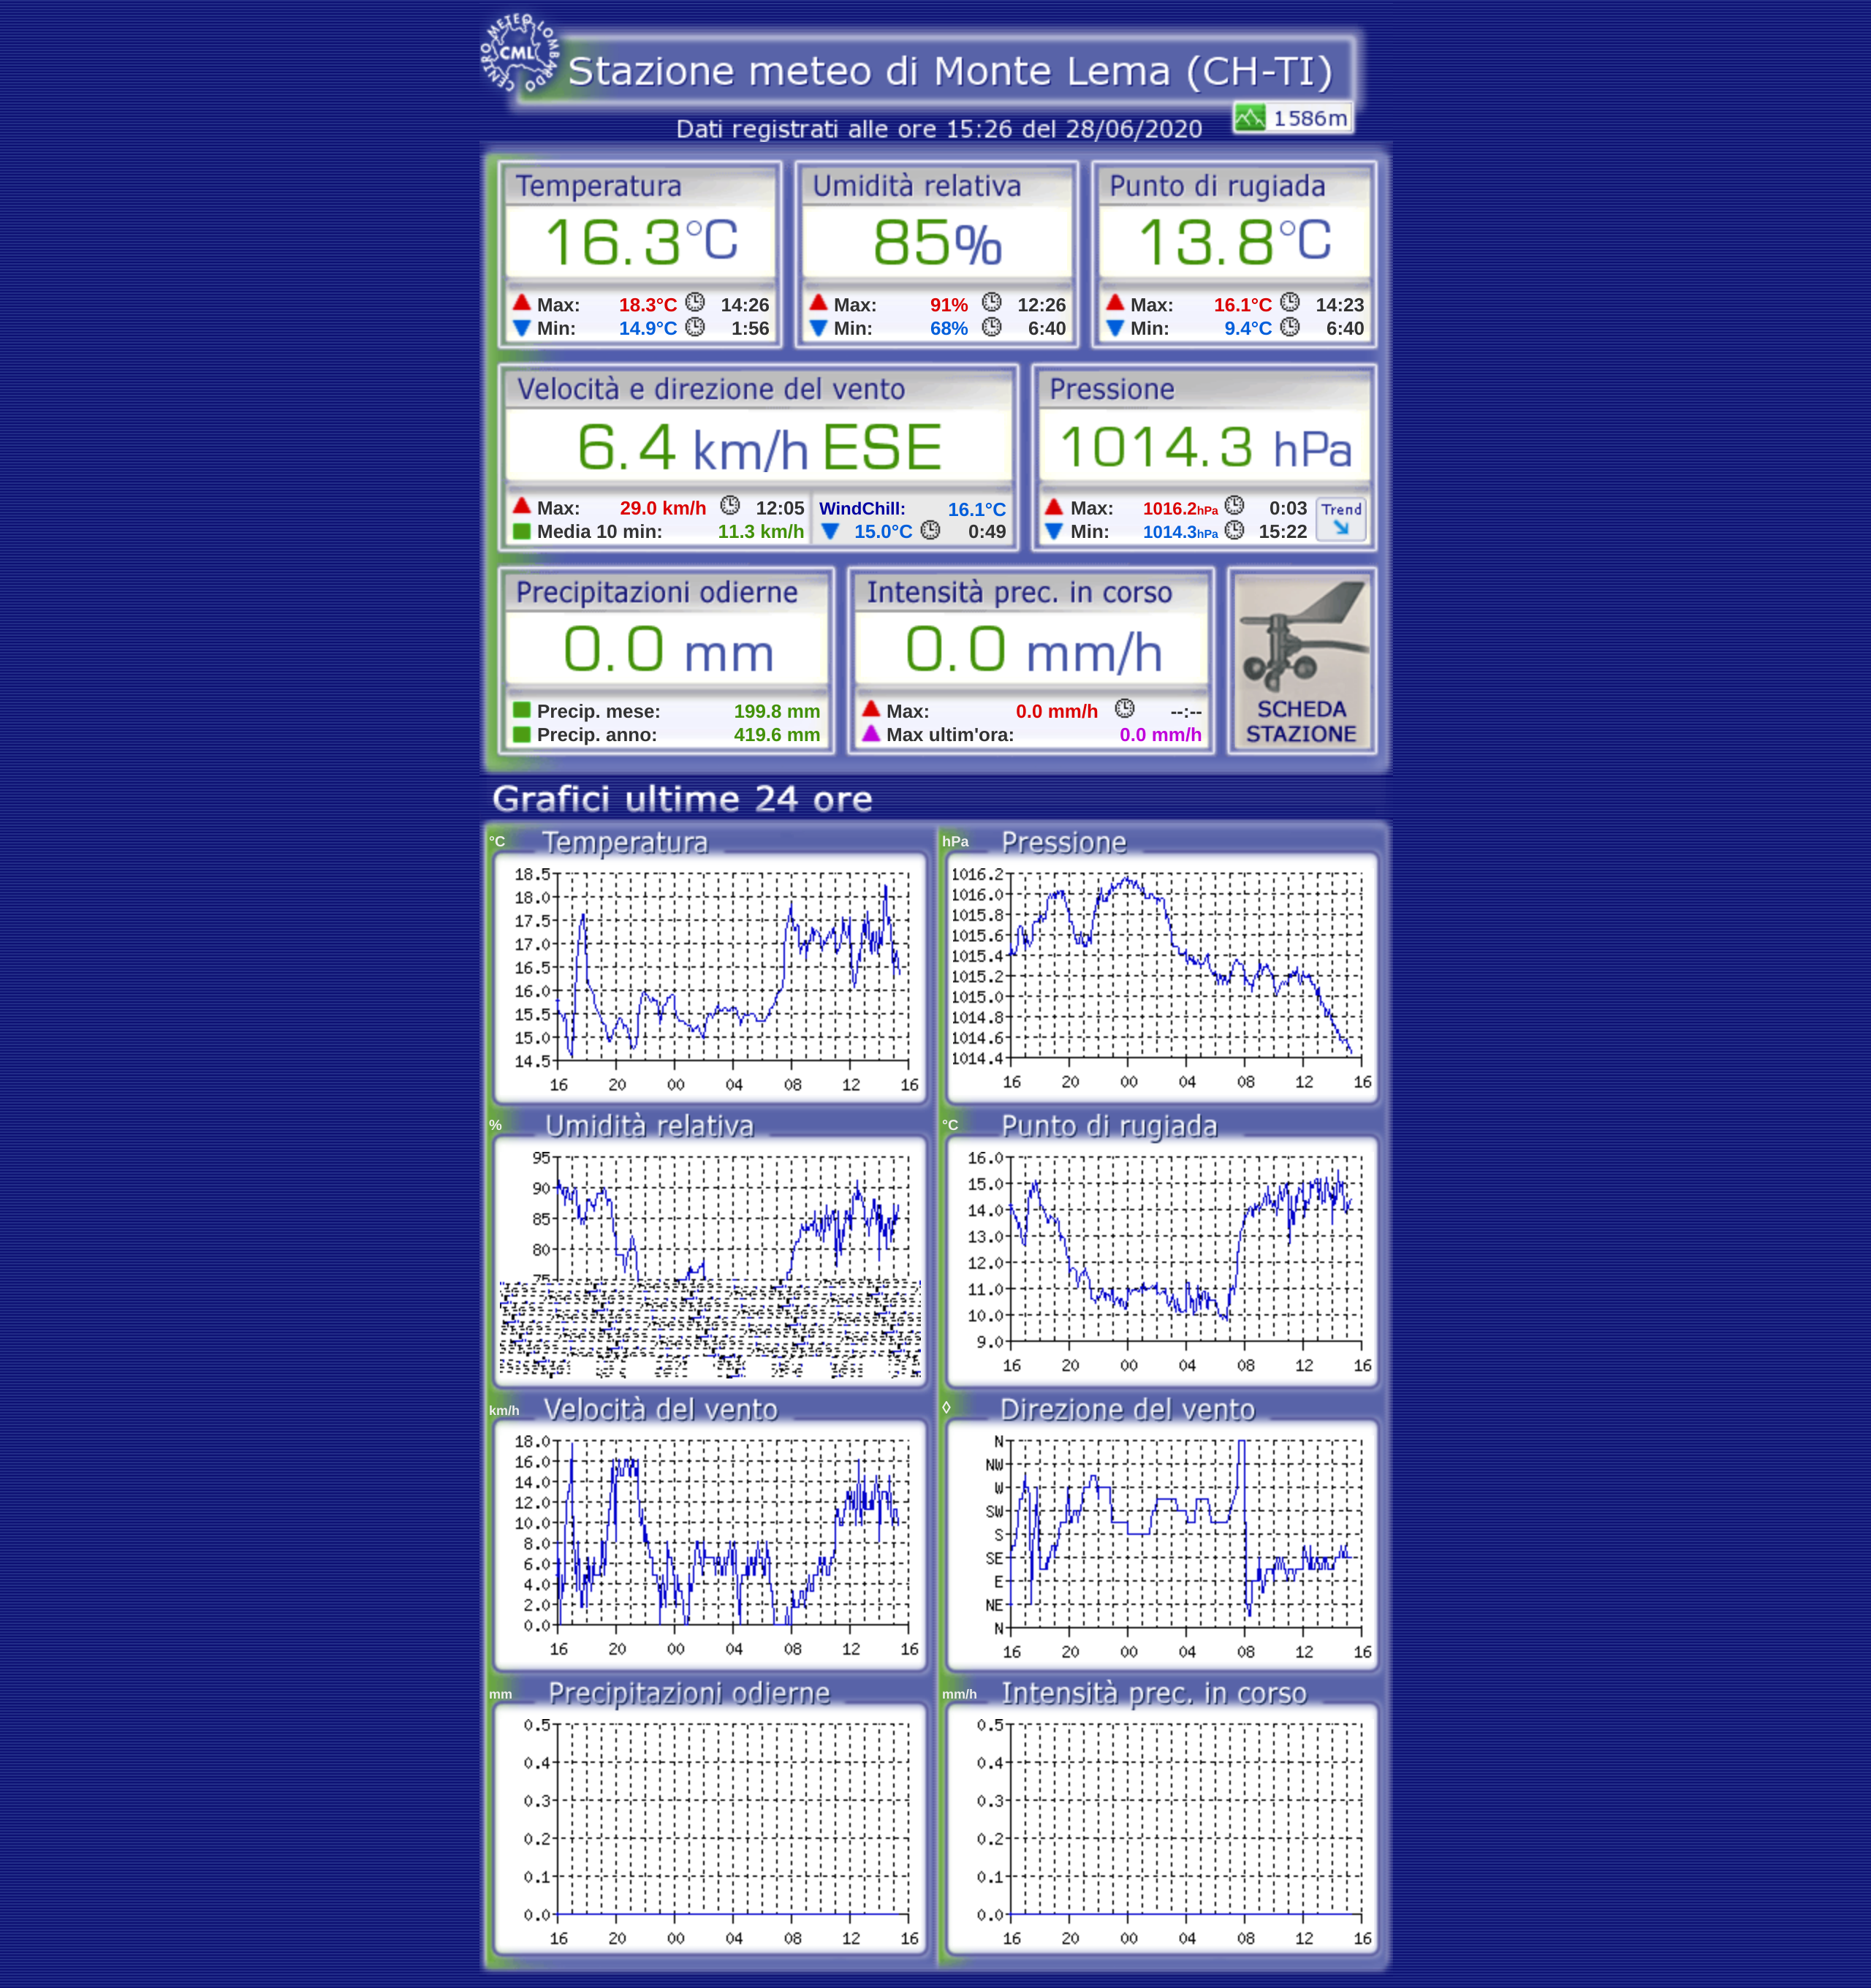 CENTRO METEO LOMBARDO
CML
Stazione meteo di Monte Lema (CH-TI)
1586m
Dati registrati alle ore 15:26 del 28/06/2020
Temperatura
16.3°C
Max: 18.3°C 14:26
Min: 14.9°C 1:56
Umidità relativa
85%
Max: 91% 12:26
Min: 68% 6:40
Punto di rugiada
13.8°C
Max: 16.1°C 14:23
Min: 9.4°C 6:40
Velocità e direzione del vento
6.4 km/h ESE
Max: 29.0 km/h 12:05
Media 10 min: 11.3 km/h
WindChill: 16.1°C
15.0°C 0:49
Pressione
1014.3 hPa
Max: 1016.2hPa 0:03
Min: 1014.3hPa 15:22
Trend
Precipitazioni odierne
0.0 mm
Precip. mese: 199.8 mm
Precip. anno: 419.6 mm
Intensità prec. in corso
0.0 mm/h
Max: 0.0 mm/h --:--
Max ultim'ora: 0.0 mm/h
SCHEDA
STAZIONE
Grafici ultime 24 ore
°C Temperatura
18.5
18.0
17.5
17.0
16.5
16.0
15.5
15.0
14.5
16 20 00 04 08 12 16
hPa Pressione
1016.2
1016.0
1015.8
1015.6
1015.4
1015.2
1015.0
1014.8
1014.6
1014.4
16 20 00 04 08 12 16
% Umidità relativa
95
90
85
80
75
°C Punto di rugiada
16.0
15.0
14.0
13.0
12.0
11.0
10.0
9.0
16 20 00 04 08 12 16
km/h Velocità del vento
18.0
16.0
14.0
12.0
10.0
8.0
6.0
4.0
2.0
0.0
16 20 00 04 08 12 16
◊ Direzione del vento
N
NW
W
SW
S
SE
E
NE
N
16 20 00 04 08 12 16
mm Precipitazioni odierne
0.5
0.4
0.3
0.2
0.1
0.0
16 20 00 04 08 12 16
mm/h Intensità prec. in corso
0.5
0.4
0.3
0.2
0.1
0.0
16 20 00 04 08 12 16